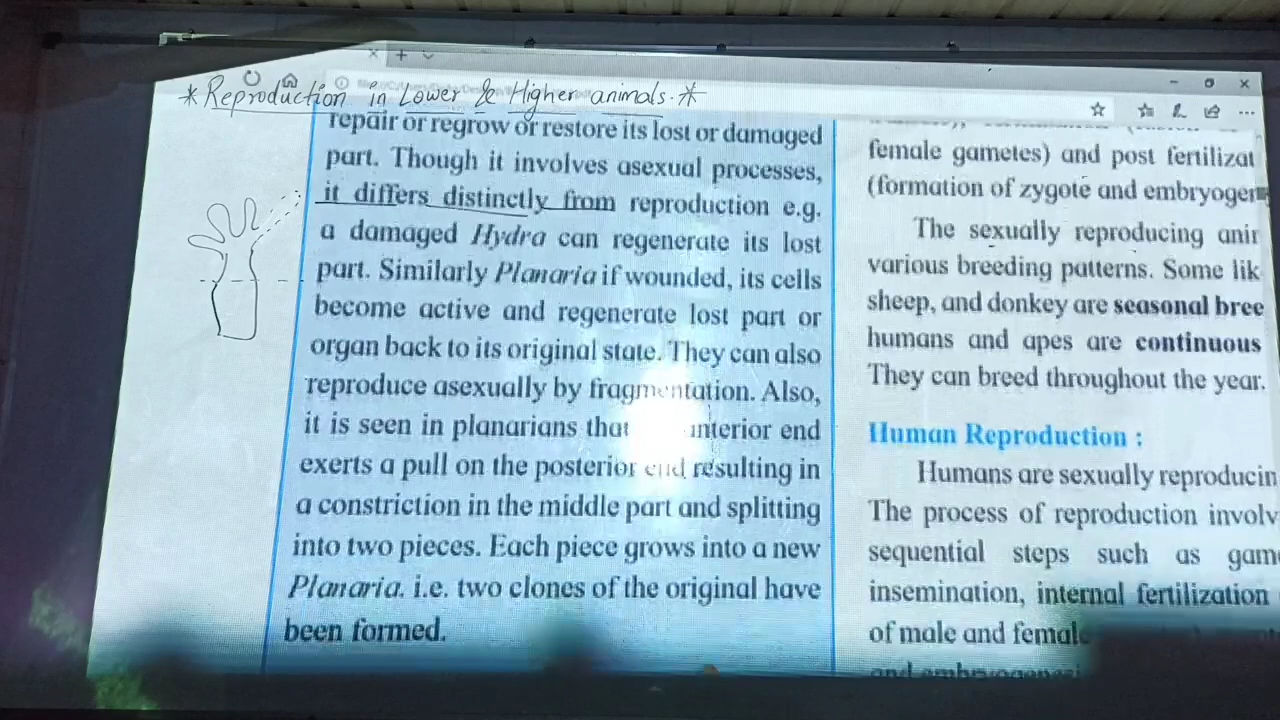 * Reproduction in Lower & Higher animals. *
repair or regrow or restore its lost or damaged
part. Though it involves asexual processes,
it differs distinctly from reproduction e.g.
a damaged Hydra can regenerate its lost
part. Similarly Planaria if wounded, its cells
become active and regenerate lost part or
organ back to its original state. They can also
reproduce asexually by fragmentation. Also,
it is seen in planarians that
exerts a pull on the posterior end resulting in
a constriction in the middle part and splitting
into two pieces. Each piece grows into a new
Planaria. i.e. two clones of the original have
been formed.
female gametes) and post fertilizat
(formation of zygote and embryogen
The sexually reproducing anir
various breeding patterns. Some lik
sheep, and donkey are seasonal bree
humans and apes are continuous
They can breed throughout the year.
Human Reproduction :
Humans are sexually reproducin
The process of reproduction involv
sequential steps such as gam
insemination, internal fertilization
of male and female